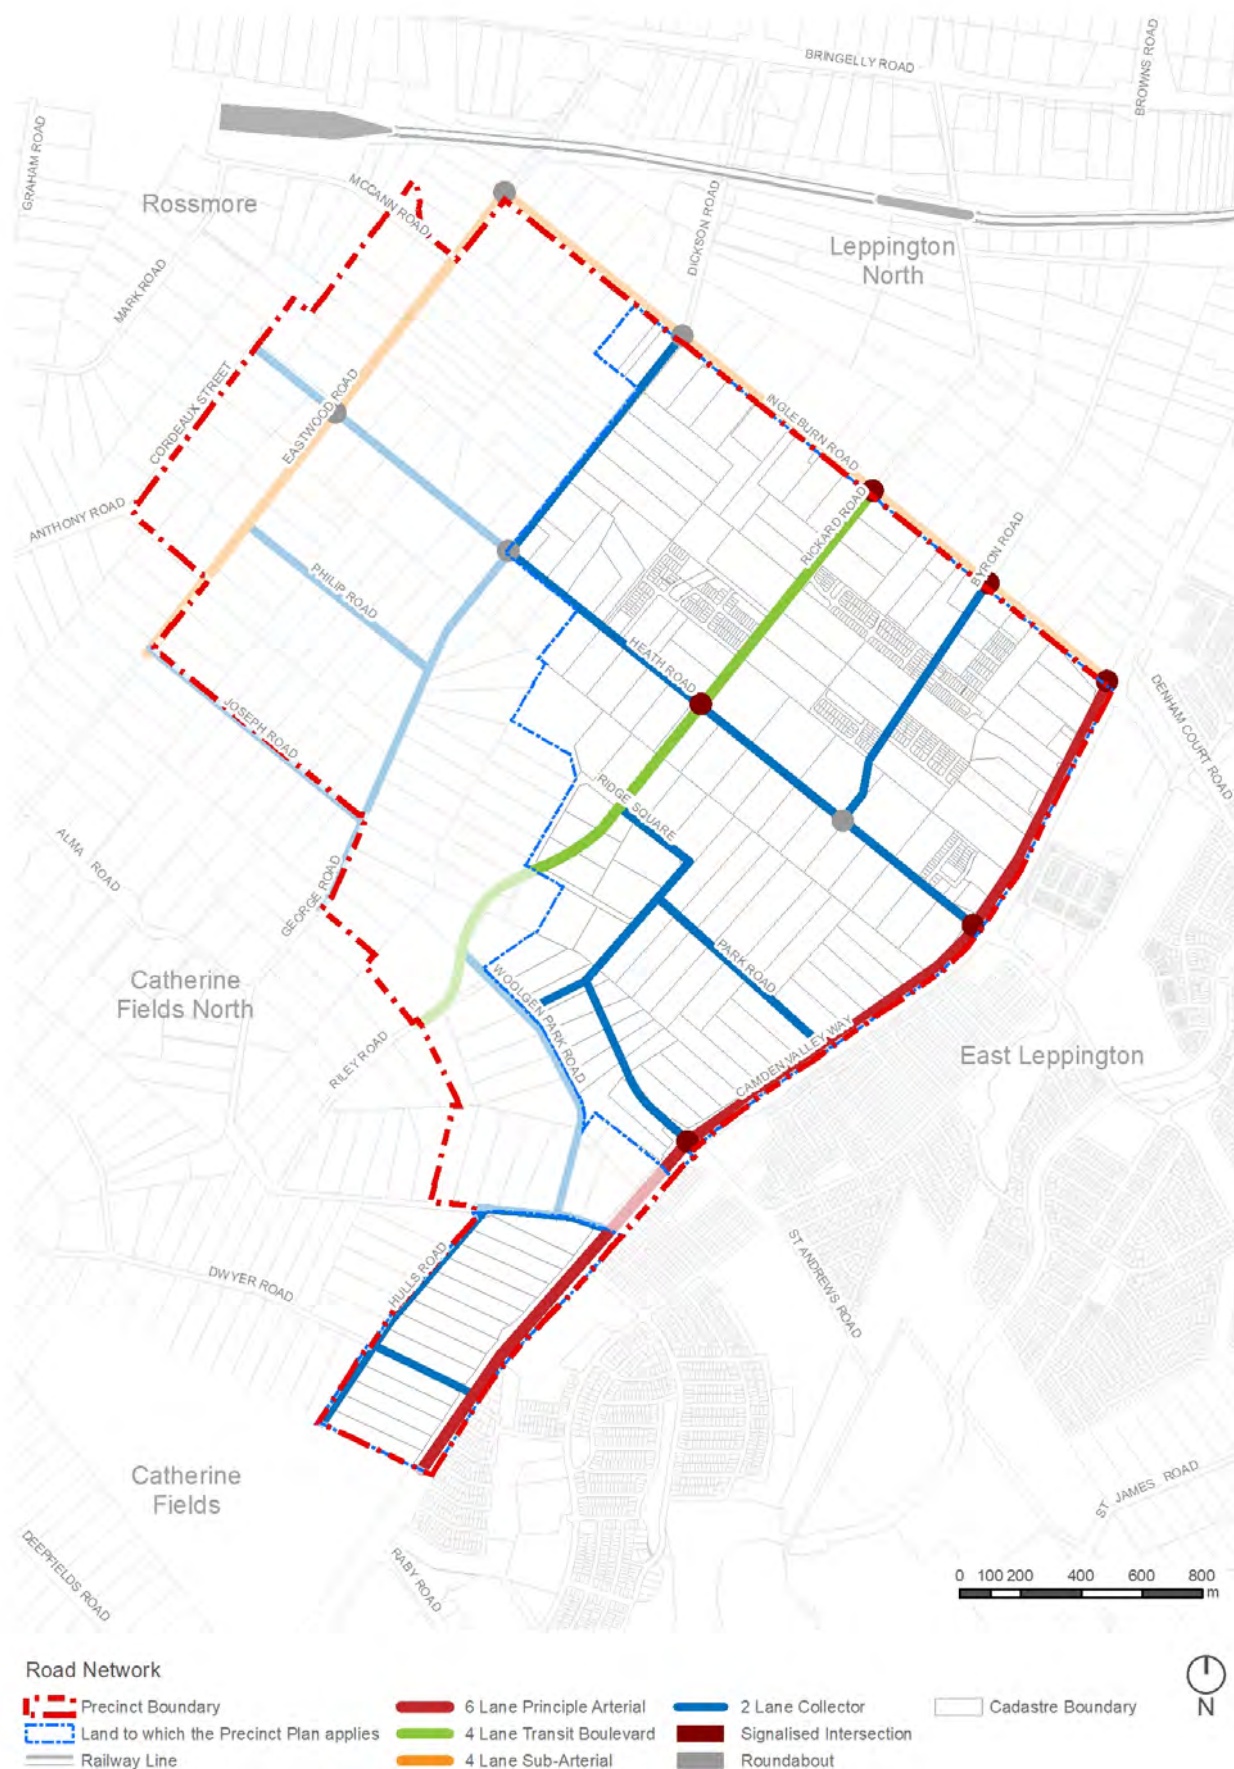 BRINGELLY ROAD
BROWNS ROAD
GRAHAM ROAD
Rossmore
MCCANN ROAD
DICKSON ROAD
Leppington
North
MARK ROAD
CORDEAUX STREET
EASTWOOD ROAD
INGLEBURN ROAD
ANTHONY ROAD
RICKARD ROAD
BYRON ROAD
PHILIP ROAD
HEATH ROAD
DENHAM COURT ROAD
JOSEPH ROAD
RIDGE SQUARE
ALMA ROAD
GEORGE ROAD
PARK ROAD
Catherine
Fields North
WOOLGEN PARK ROAD
RILEY ROAD
CAMDEN VALLEY WAY
East Leppington
HULLS ROAD
DWYER ROAD
ST ANDREWS ROAD
Catherine
Fields
ST JAMES ROAD
DEEPFIELDS ROAD
RABY ROAD
0 100 200 400 600 800
m
Road Network
N
Precinct Boundary
6 Lane Principle Arterial
2 Lane Collector
Cadastre Boundary
Land to which the Precinct Plan applies
4 Lane Transit Boulevard
Signalised Intersection
Railway Line
4 Lane Sub-Arterial
Roundabout